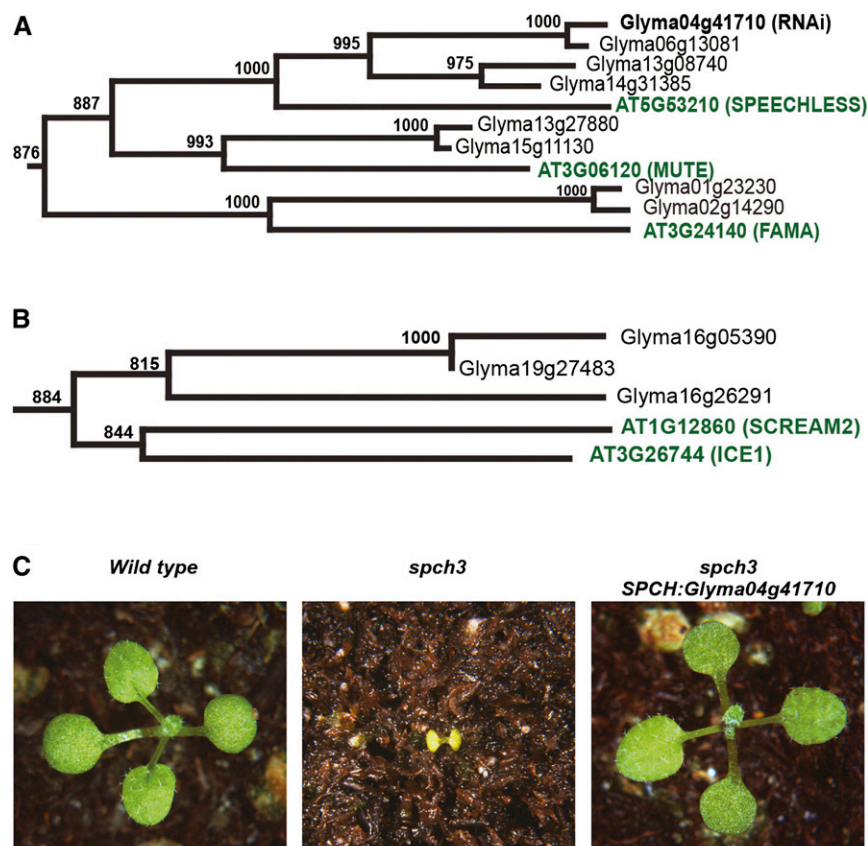 A
1000
Glyma04g41710 (RNAi)
995
Glyma06g13081
975
Glyma13g08740
1000
Glyma14g31385
887
AT5G53210 (SPEECHLESS)
1000
Glyma13g27880
993
Glyma15g11130
876
AT3G06120 (MUTE)
1000
Glyma01g23230
1000
Glyma02g14290
AT3G24140 (FAMA)
B
1000
Glyma16g05390
815
Glyma19g27483
884
Glyma16g26291
844
AT1G12860 (SCREAM2)
AT3G26744 (ICE1)
C
Wild type
spch3
spch3
SPCH:Glyma04g41710